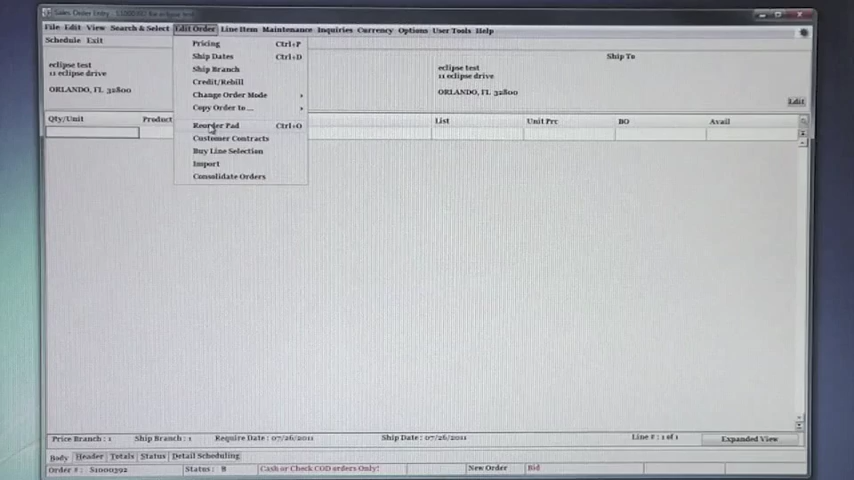 Sales Order Entry - S1000392 for eclipse test
File Edit View Search & Select Edit Order Line Item Maintenance Inquiries Currency Options User Tools Help
Schedule Exit
Pricing Ctrl+P
Ship Dates Ctrl+D
Ship Branch
Credit/Rebill
Change Order Mode
Copy Order to ...
Reorder Pad Ctrl+O
Customer Contracts
Buy Line Selection
Import
Consolidate Orders
eclipse test
11 eclipse drive
ORLANDO, FL 32800
Ship To
eclipse test
11 eclipse drive
ORLANDO, FL 32800
Edit
Qty/Unit Product List Unit Prc BO Avail
Price Branch : 1 Ship Branch : 1 Require Date : 07/26/2011 Ship Date : 07/26/2011 Line # : 1 of 1 Expanded View
Body Header Totals Status Detail Scheduling
Order # : S1000392 Status : B Cash or Check COD orders Only! New Order Bid